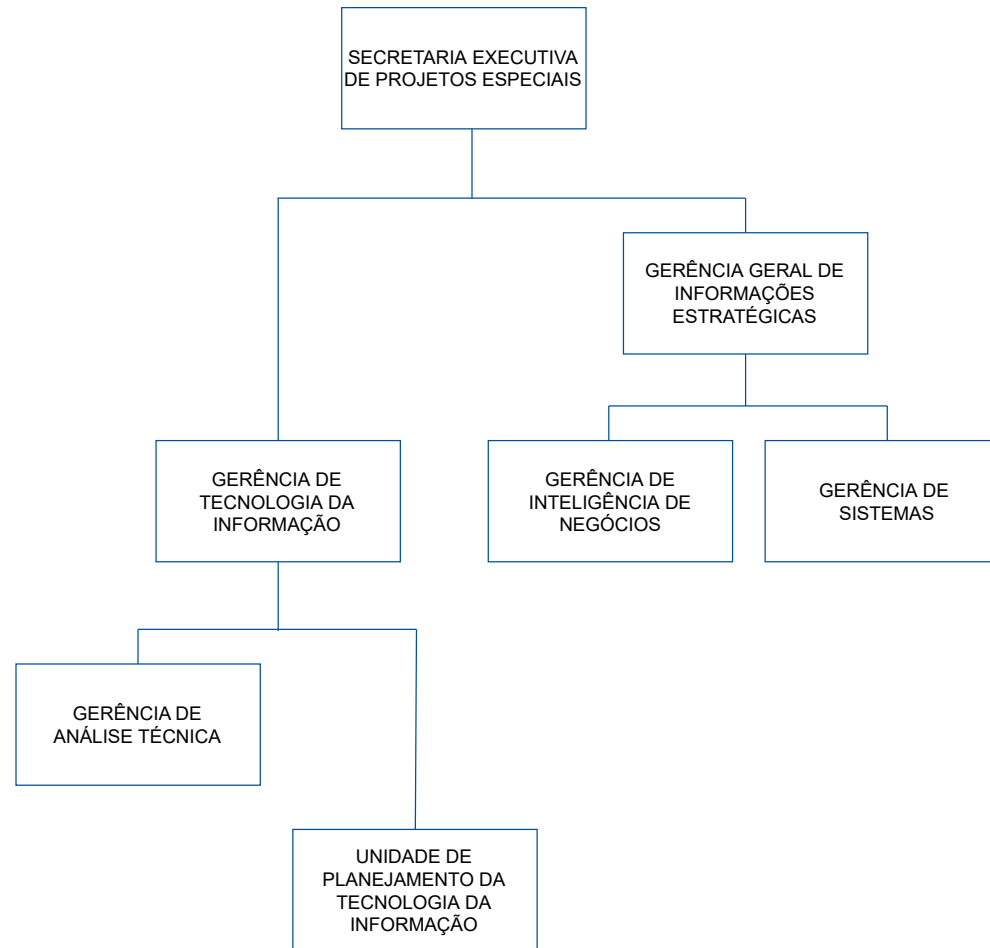 SECRETARIA EXECUTIVA
DE PROJETOS ESPECIAIS
GERÊNCIA GERAL DE
INFORMAÇÕES
ESTRATÉGICAS
GERÊNCIA DE
TECNOLOGIA DA
INFORMAÇÃO
GERÊNCIA DE
INTELIGÊNCIA DE
NEGÓCIOS
GERÊNCIA DE
SISTEMAS
GERÊNCIA DE
ANÁLISE TÉCNICA
UNIDADE DE
PLANEJAMENTO DA
TECNOLOGIA DA
INFORMAÇÃO